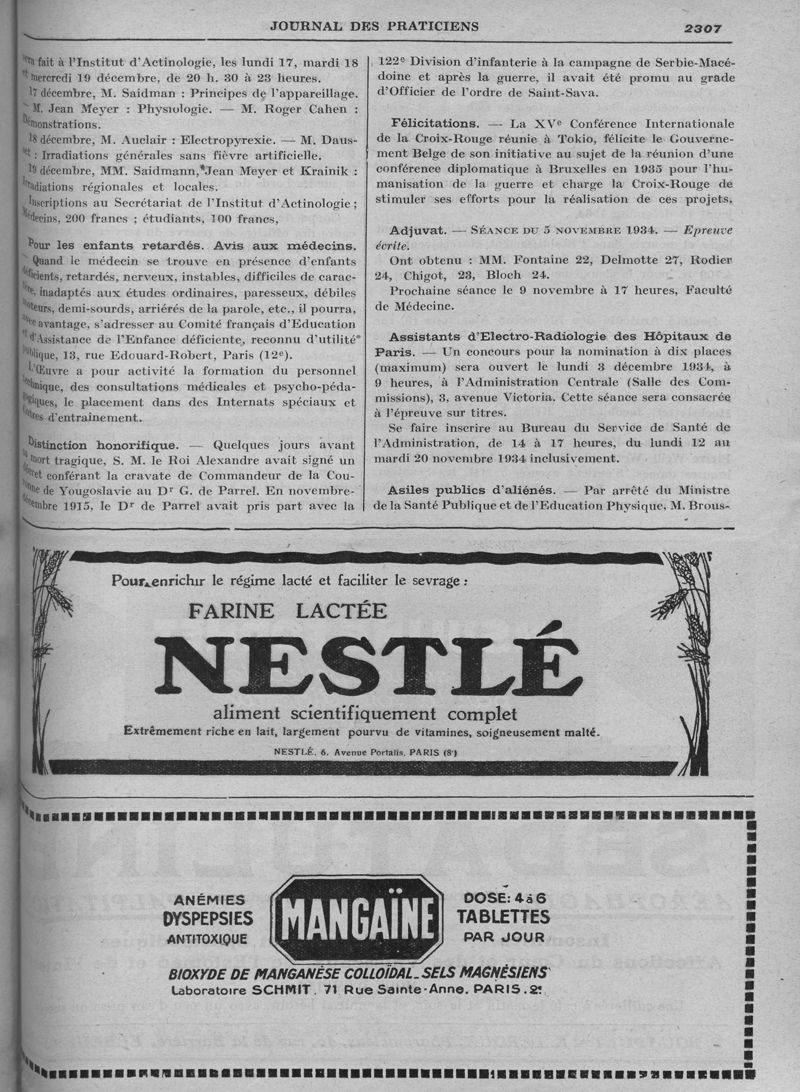 JOURNAL DES PRATICIENS
2307
sera fait à l'Institut d'Actinologie, les lundi 17, mardi 18
et mercredi 19 décembre, de 20 h. 30 à 23 heures.
17 décembre, M. Saidman : Principes de l'appareillage.
— M. Jean Meyer : Physiologie. — M. Roger Cahen :
Démonstrations.
18 décembre, M. Auclair : Electropyrexie. — M. Daus-
set : Irradiations générales sans fièvre artificielle.
19 décembre, MM. Saidmann, Jean Meyer et Krainik :
Irradiations régionales et locales.
Inscriptions au Secrétariat de l'Institut d'Actinologie ;
Médecins, 200 francs ; étudiants, 100 francs,
Pour les enfants retardés. Avis aux médecins.
— Quand le médecin se trouve en présence d'enfants
déficients, retardés, nerveux, instables, difficiles de carac-
tère, inadaptés aux études ordinaires, paresseux, débiles
moteurs, demi-sourds, arriérés de la parole, etc., il pourra,
avec avantage, s'adresser au Comité français d'Education
et d'Assistance de l'Enfance déficiente, reconnu d'utilité
publique, 13, rue Edouard-Robert, Paris (12e).
L'Œuvre a pour activité la formation du personnel
technique, des consultations médicales et psycho-péda-
gogiques, le placement dans des Internats spéciaux et
Centres d'entraînement.
Distinction honorifique. — Quelques jours avant
sa mort tragique, S. M. le Roi Alexandre avait signé un
décret conférant la cravate de Commandeur de la Cou-
ronne de Yougoslavie au Dr G. de Parrel. En novembre-
décembre 1915, le Dr de Parrel avait pris part avec la
122e Division d'infanterie à la campagne de Serbie-Macé-
doine et après la guerre, il avait été promu au grade
d'Officier de l'ordre de Saint-Sava.
Félicitations. — La XVe Conférence Internationale
de la Croix-Rouge réunie à Tokio, félicite le Gouverne-
ment Belge de son initiative au sujet de la réunion d'une
conférence diplomatique à Bruxelles en 1935 pour l'hu-
manisation de la guerre et charge la Croix-Rouge de
stimuler ses efforts pour la réalisation de ces projets.
Adjuvat. — SÉANCE DU 5 NOVEMBRE 1934. — Epreuve
écrite.
Ont obtenu : MM. Fontaine 22, Delmotte 27, Rodier
24, Chigot, 23, Bloch 24.
Prochaine séance le 9 novembre à 17 heures, Faculté
de Médecine.
Assistants d'Electro-Radiologie des Hôpitaux de
Paris. — Un concours pour la nomination à dix places
(maximum) sera ouvert le lundi 3 décembre 1934, à
9 heures, à l'Administration Centrale (Salle des Com-
missions), 3, avenue Victoria. Cette séance sera consacrée
à l'épreuve sur titres.
Se faire inscrire au Bureau du Service de Santé de
l'Administration, de 14 à 17 heures, du lundi 12 au
mardi 20 novembre 1934 inclusivement.
Asiles publics d'aliénés. — Par arrêté du Ministre
de la Santé Publique et de l'Education Physique, M. Brous-
Pour enrichir le régime lacté et faciliter le sevrage :
FARINE LACTÉE
NESTLÉ
aliment scientifiquement complet
Extrêmement riche en lait, largement pourvu de vitamines, soigneusement malté.
NESTLÉ, 6, Avenue Portalis, PARIS (8e)
ANÉMIES
DYSPEPSIES
ANTITOXIQUE
MANGAÏNE
DOSE: 4 à 6
TABLETTES
PAR JOUR
BIOXYDE DE MANGANÈSE COLLOÏDAL_SELS MAGNÉSIENS
Laboratoire SCHMIT. 71 Rue Sainte-Anne. PARIS.2e